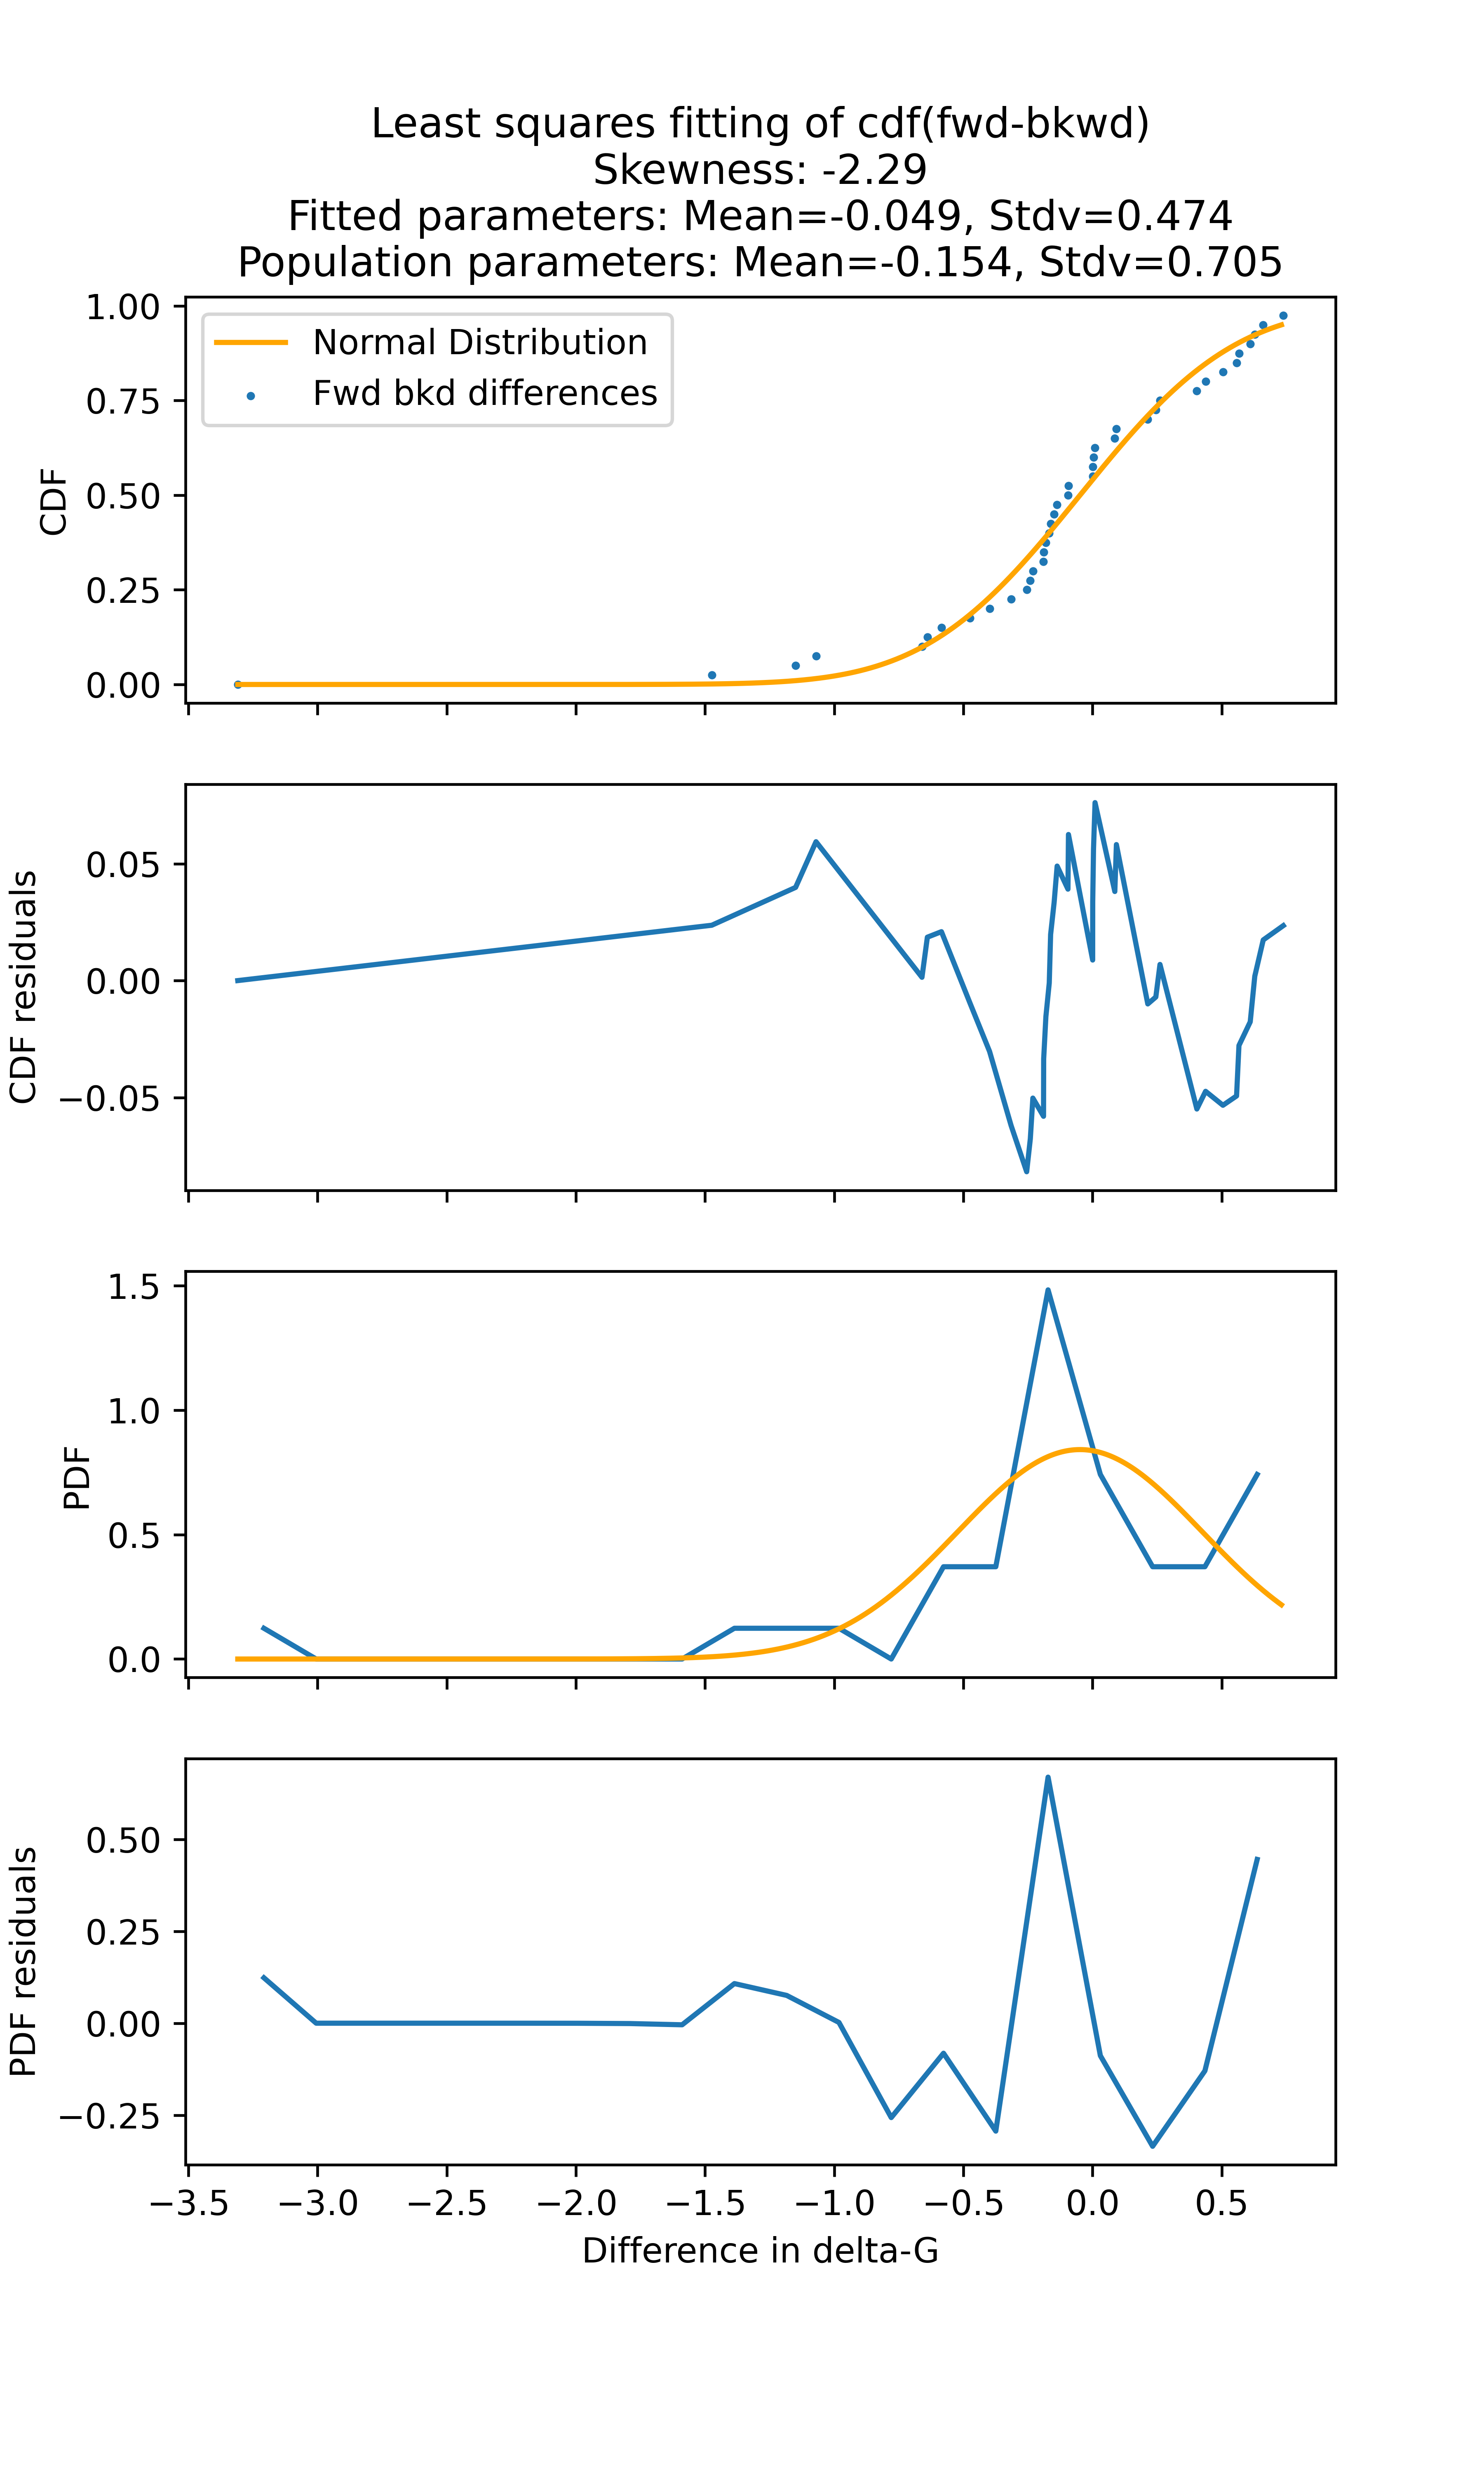 Least squares fitting of cdf(fwd-bkwd)
Skewness: -2.29
Fitted parameters: Mean=-0.049, Stdv=0.474
Population parameters: Mean=-0.154, Stdv=0.705
1.00
0.75
0.50
0.25
0.00
CDF
Normal Distribution
Fwd bkd differences
0.05
0.00
−0.05
CDF residuals
1.5
1.0
0.5
0.0
PDF
0.50
0.25
0.00
−0.25
PDF residuals
−3.5 −3.0 −2.5 −2.0 −1.5 −1.0 −0.5 0.0 0.5
Difference in delta-G